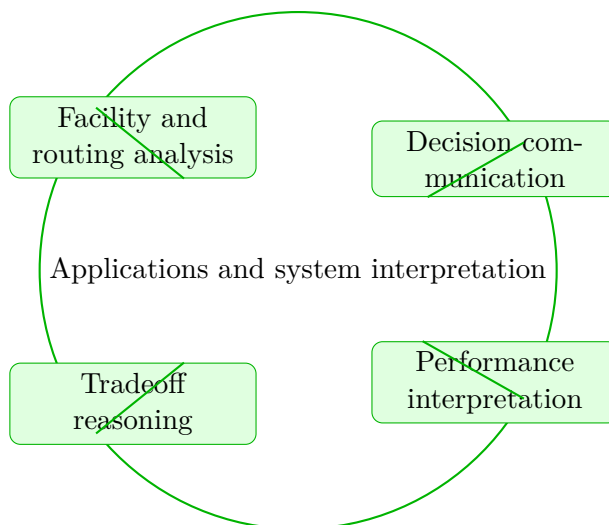 Facility and
routing analysis
Decision com-
munication
Applications and system interpretation
Tradeoff
reasoning
Performance
interpretation